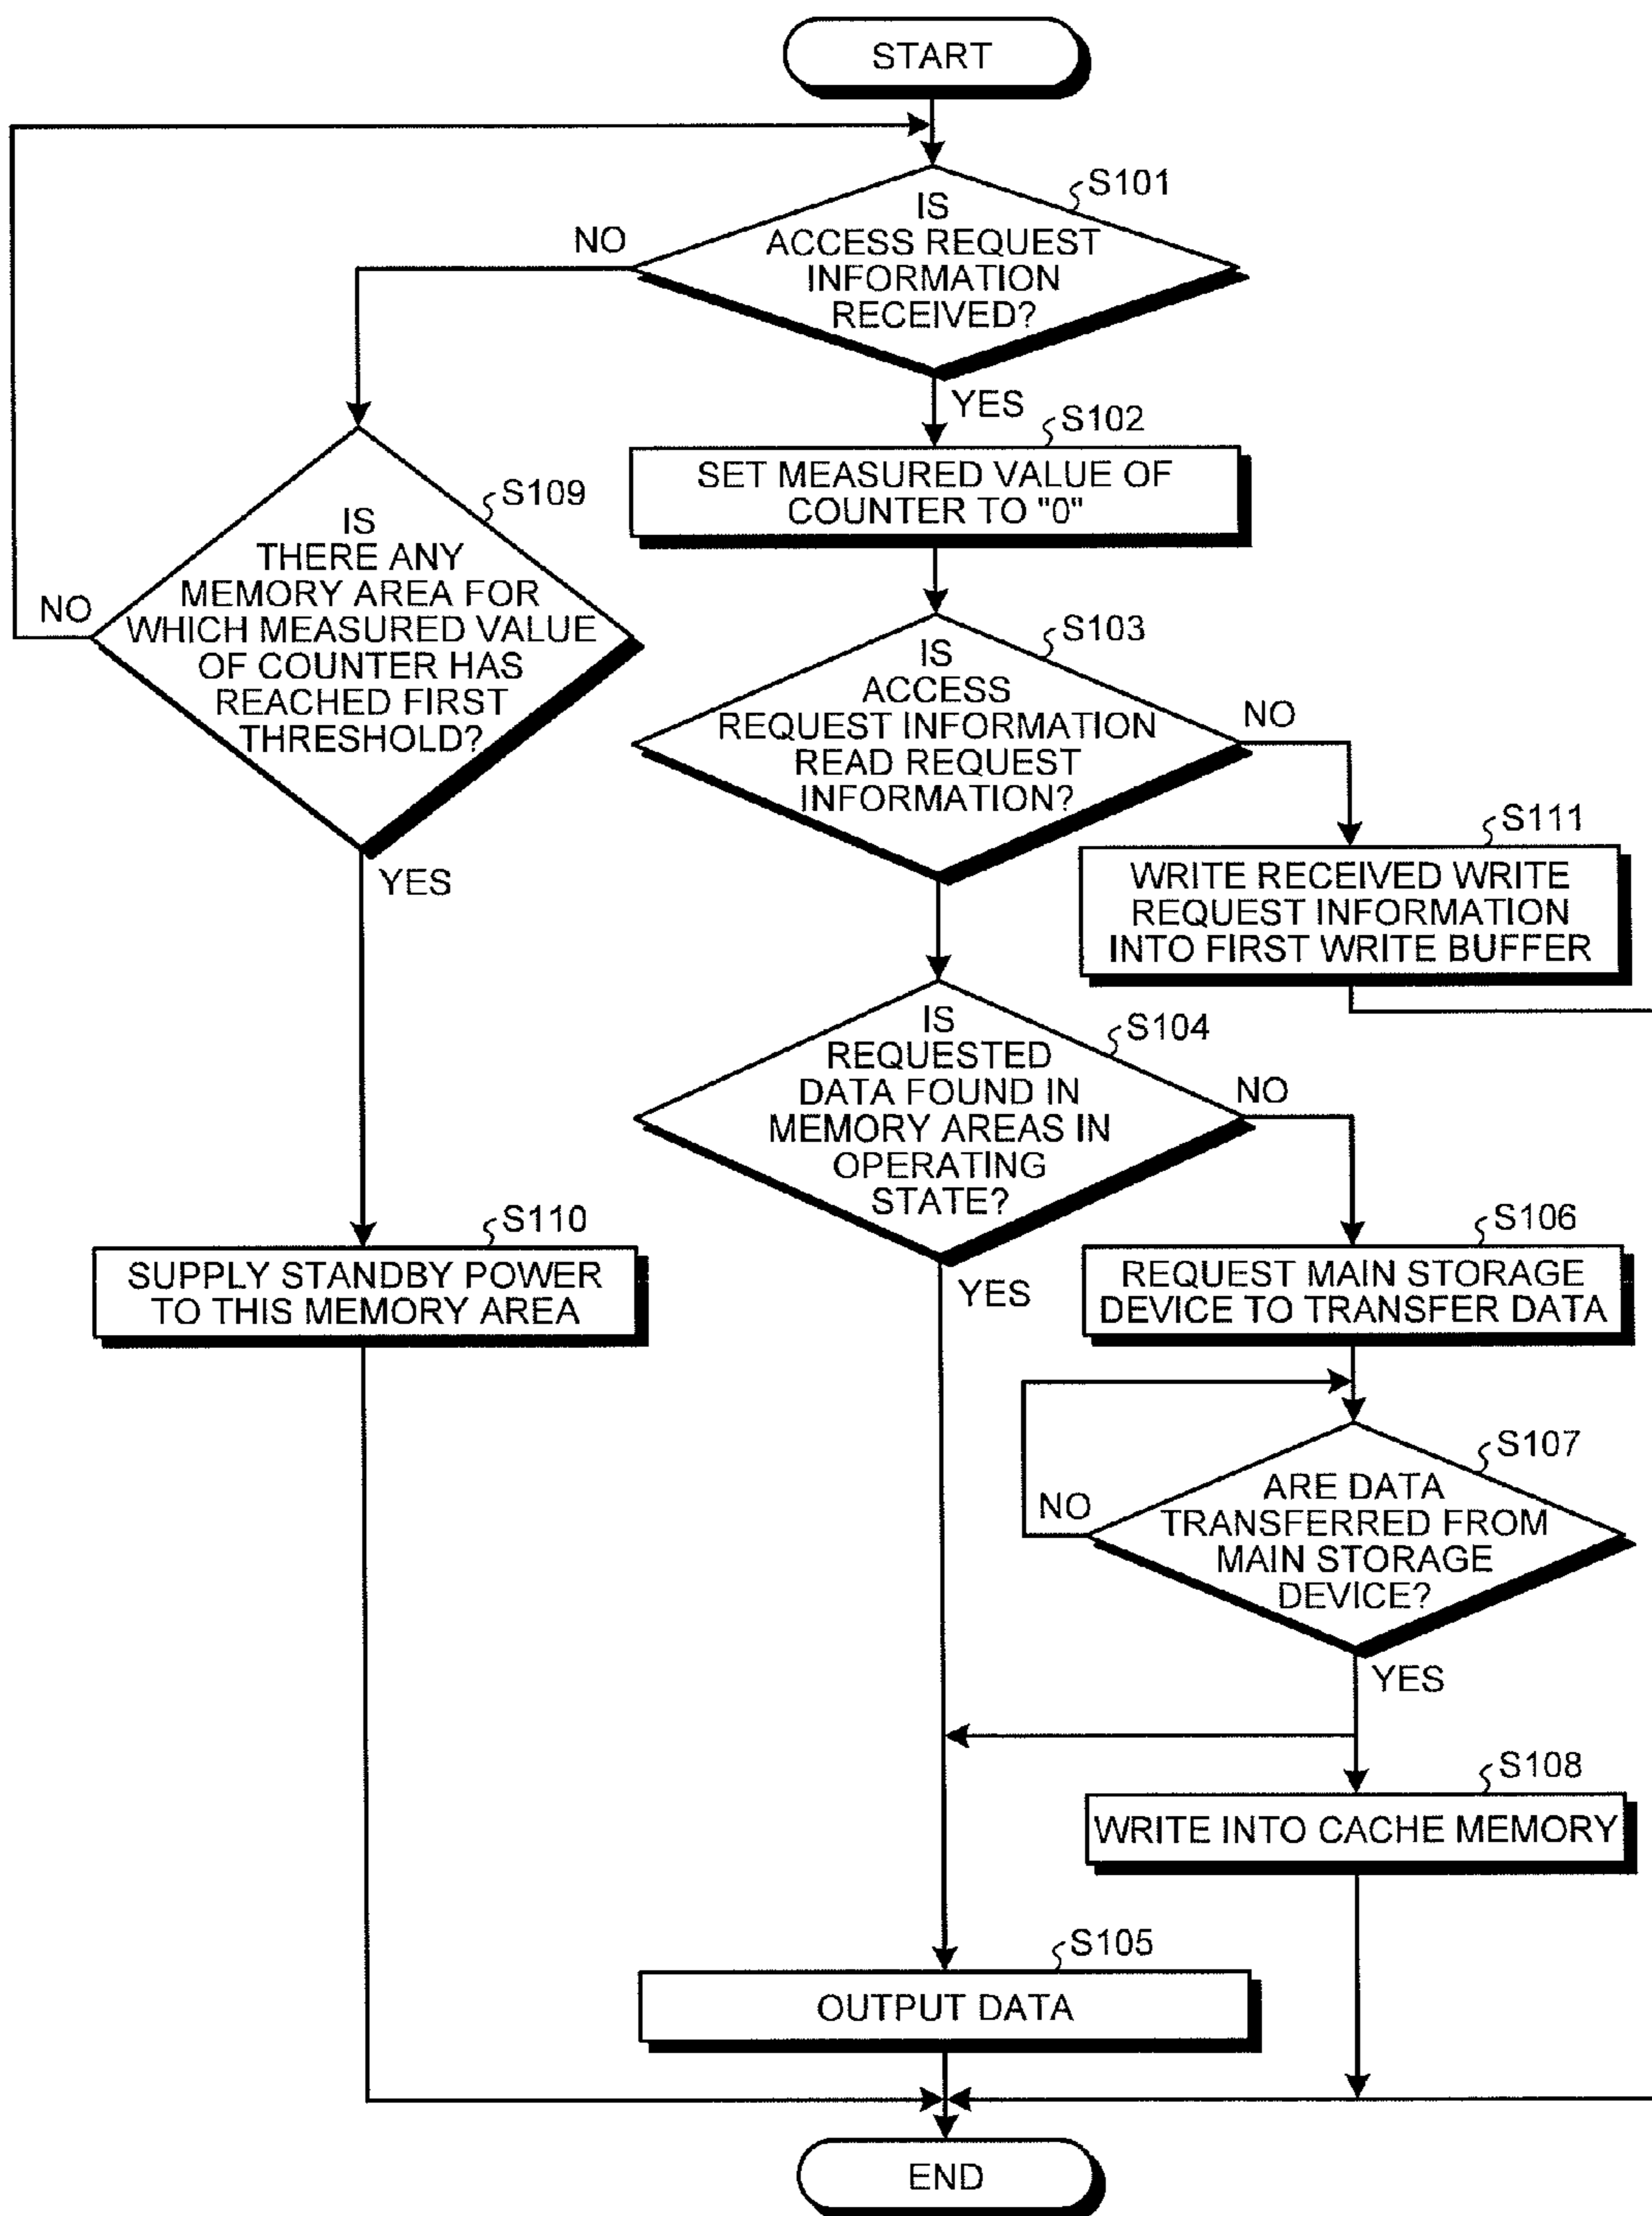 START
S101
IS
ACCESS REQUEST
INFORMATION
RECEIVED?
NO
YES
S102
SET MEASURED VALUE OF
COUNTER TO "0"
S109
IS
THERE ANY
MEMORY AREA FOR
WHICH MEASURED VALUE
OF COUNTER HAS
REACHED FIRST
THRESHOLD?
NO
YES
S103
IS
ACCESS
REQUEST INFORMATION
READ REQUEST
INFORMATION?
NO
S111
WRITE RECEIVED WRITE
REQUEST INFORMATION
INTO FIRST WRITE BUFFER
S104
IS
REQUESTED
DATA FOUND IN
MEMORY AREAS IN
OPERATING
STATE?
NO
YES
S110
SUPPLY STANDBY POWER
TO THIS MEMORY AREA
S106
REQUEST MAIN STORAGE
DEVICE TO TRANSFER DATA
S107
ARE DATA
TRANSFERRED FROM
MAIN STORAGE
DEVICE?
NO
YES
S108
WRITE INTO CACHE MEMORY
S105
OUTPUT DATA
END